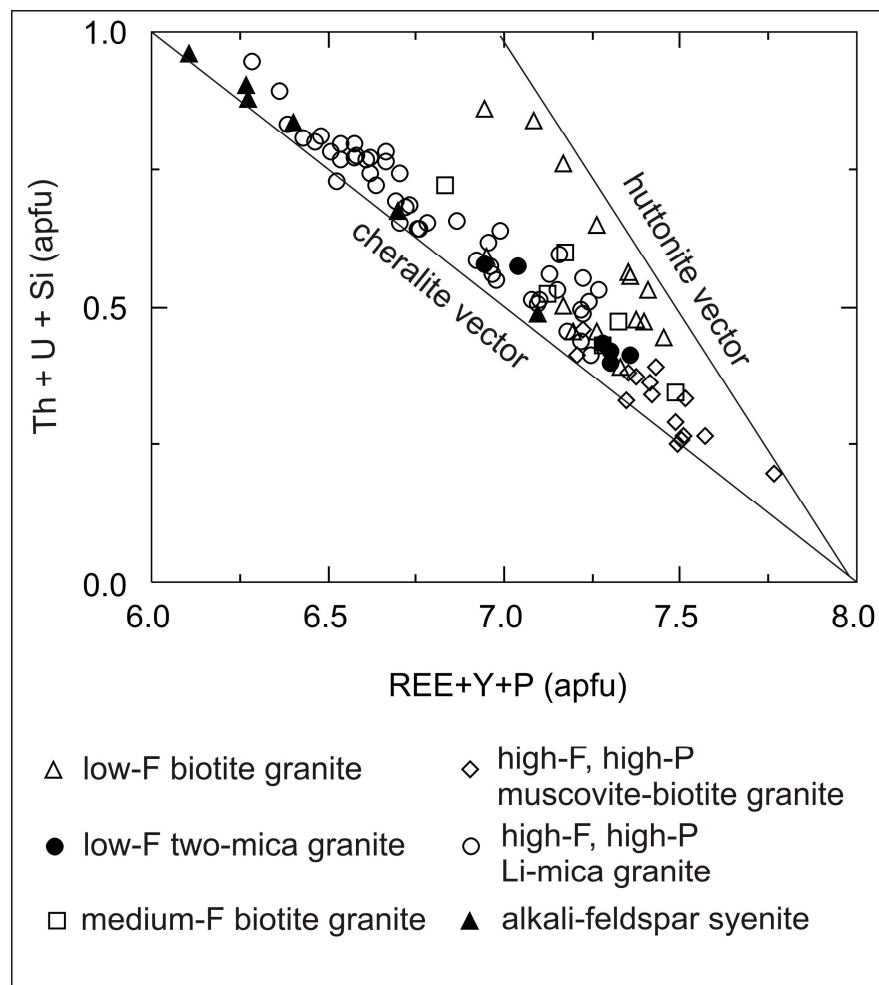 1.0
0.5
0.0
6.0
6.5
7.0
7.5
8.0
Th + U + Si (apfu)
REE+Y+P (apfu)
huttonite vector
cheralite vector
low-F biotite granite
low-F two-mica granite
medium-F biotite granite
high-F, high-P
muscovite-biotite granite
high-F, high-P
Li-mica granite
alkali-feldspar syenite